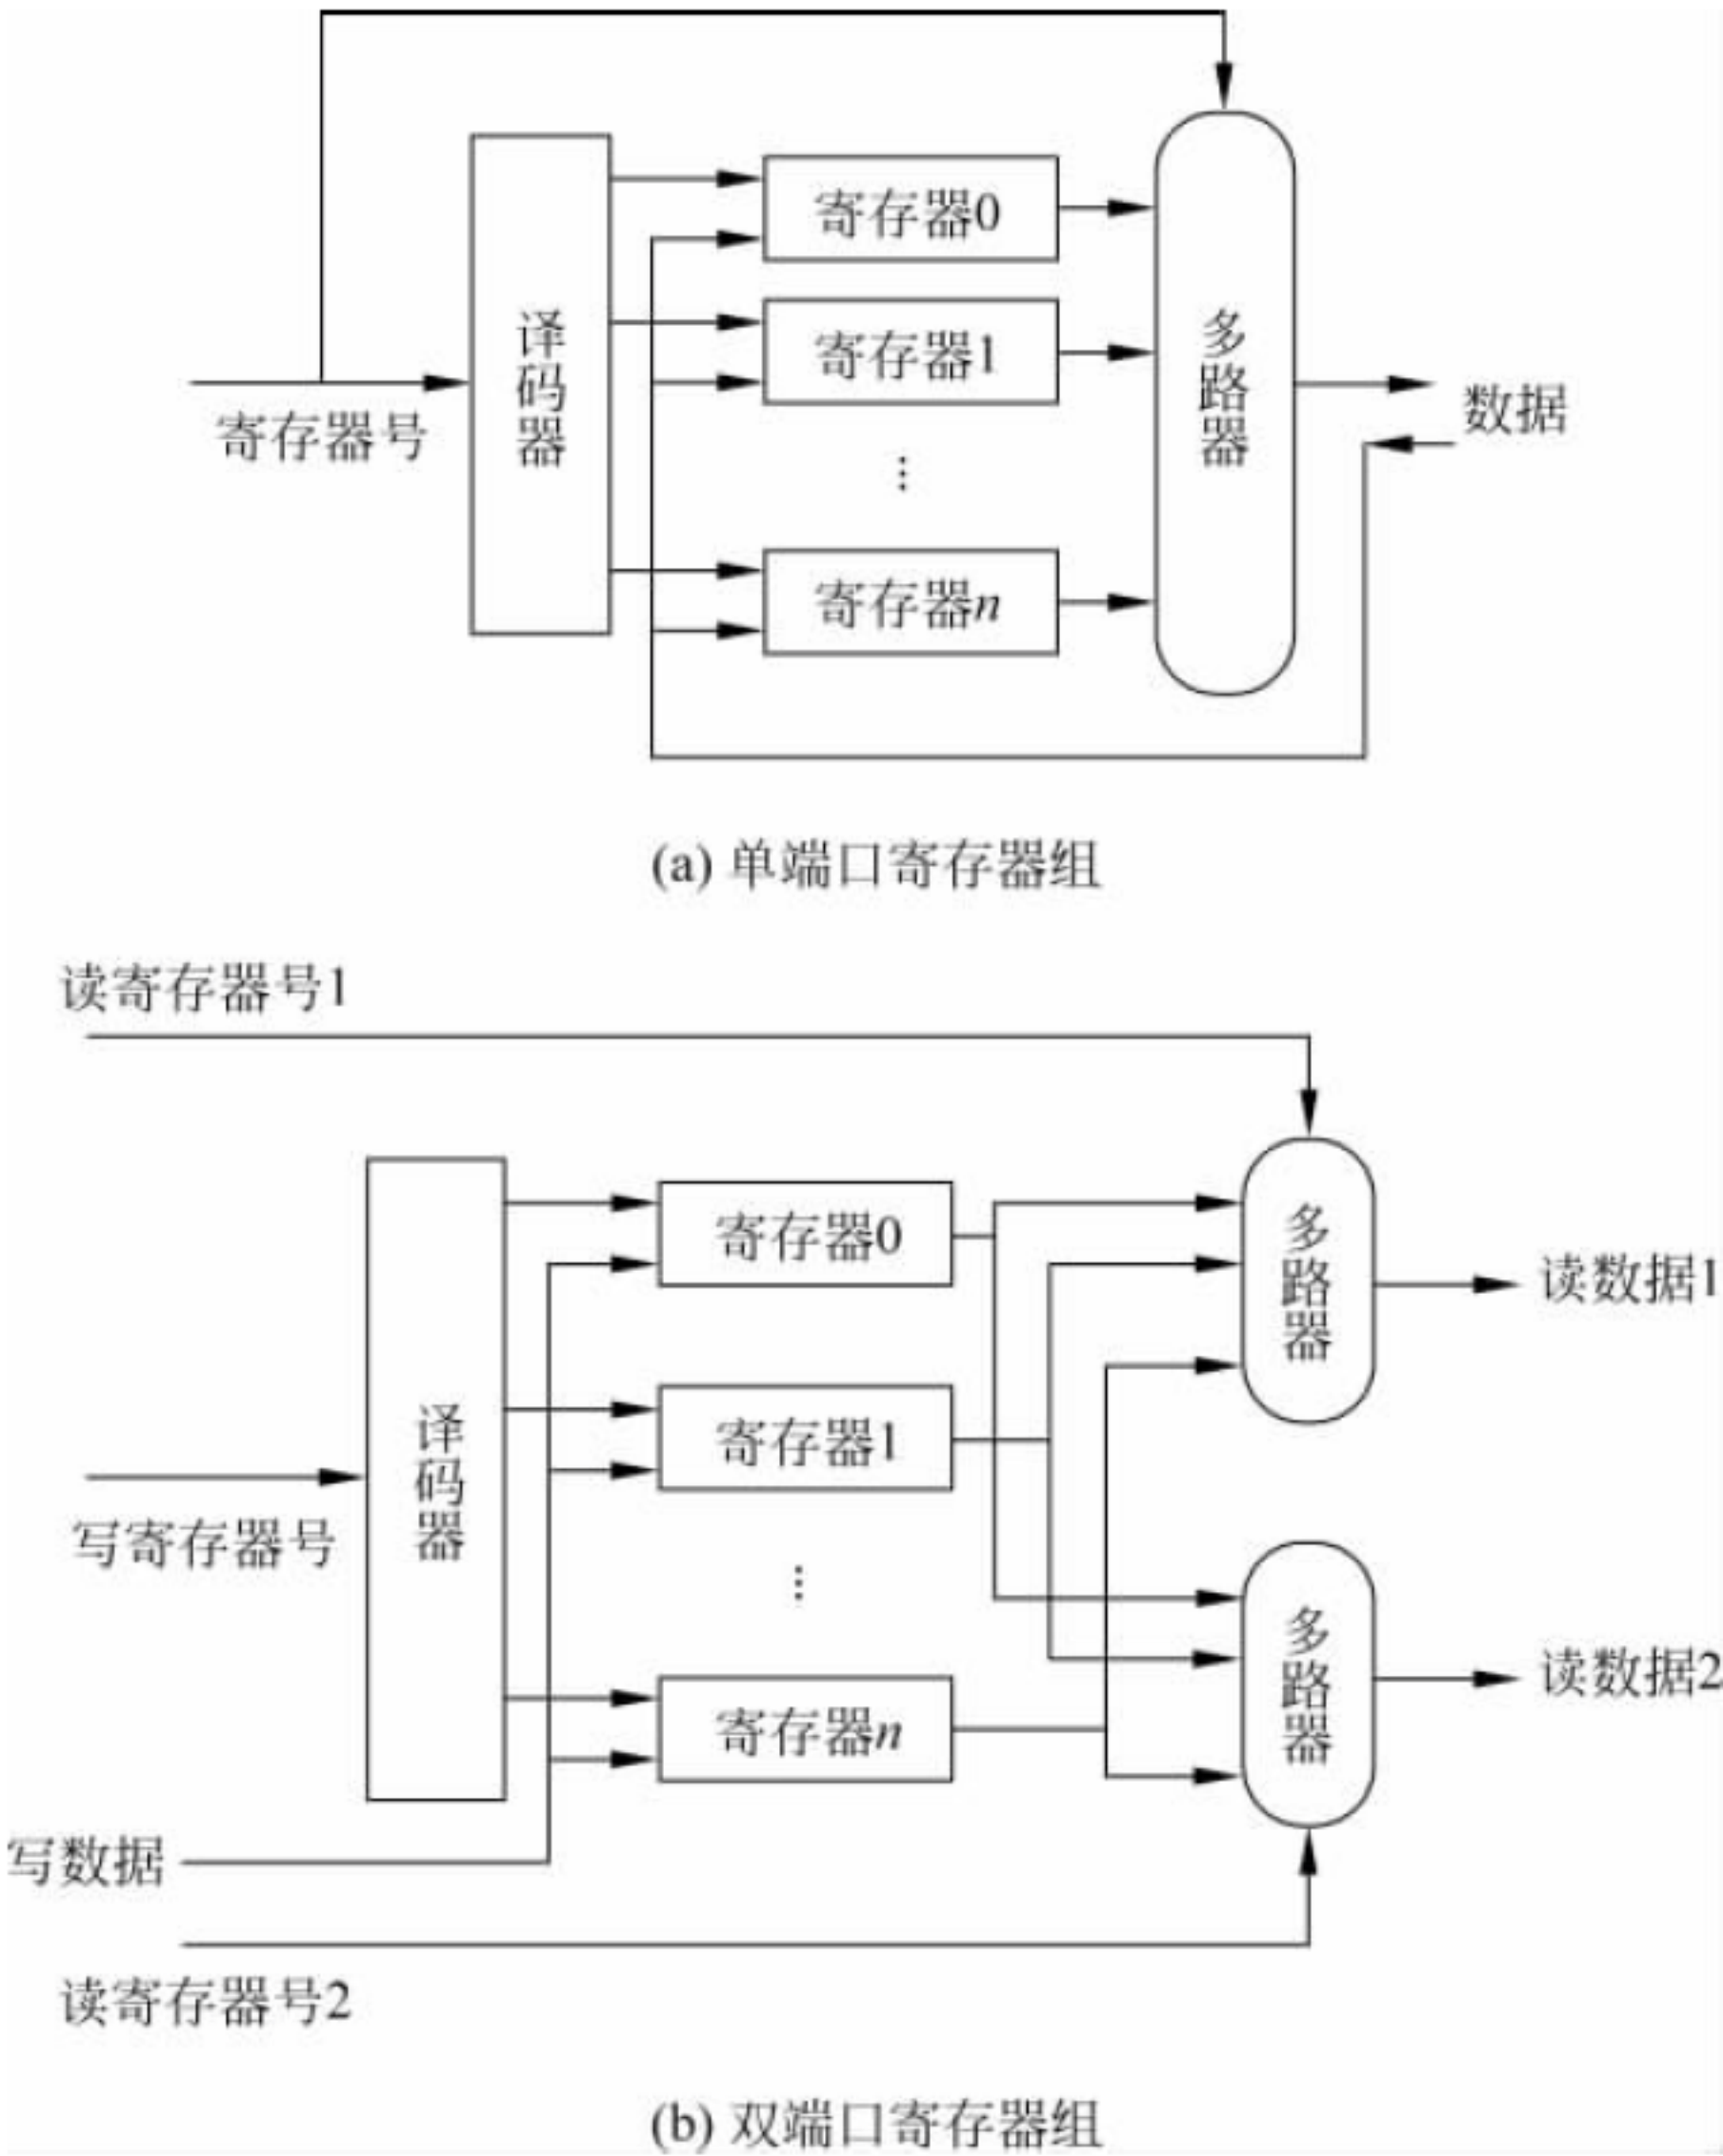 寄存器0
译码器
寄存器1
多路器
寄存器号
数据
⋮
寄存器n
(a) 单端口寄存器组
读寄存器号1
寄存器0
多路器
读数据1
译码器
寄存器1
写寄存器号
⋮
多路器
读数据2
寄存器n
写数据
读寄存器号2
(b) 双端口寄存器组